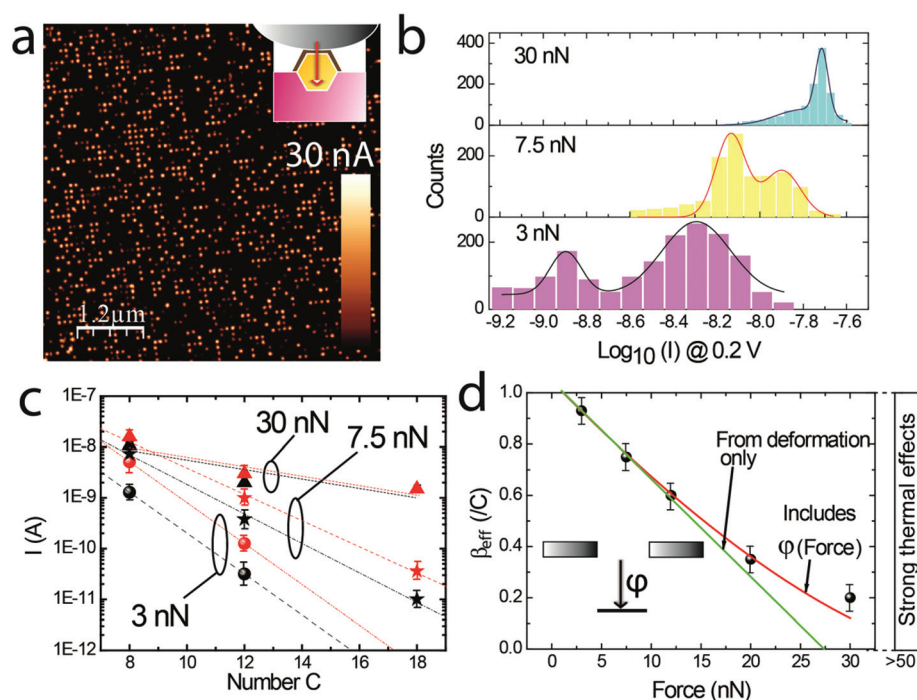 a
30 nA
1.2µm
b
400
200
0
30 nN
200
0
7.5 nN
200
0
3 nN
Counts
-9.2 -9.0 -8.8 -8.6 -8.4 -8.2 -8.0 -7.8 -7.6
Log10 (I) @ 0.2 V
c
1E-7
1E-8
1E-9
1E-10
1E-11
1E-12
I (A)
30 nN
7.5 nN
3 nN
8 10 12 14 16 18
Number C
d
1.0
0.8
0.6
0.4
0.2
0.0
βeff (/C)
From deformation
only
Includes
φ(Force)
φ
0 5 10 15 20 25 30 >50
Force (nN)
Strong thermal effects